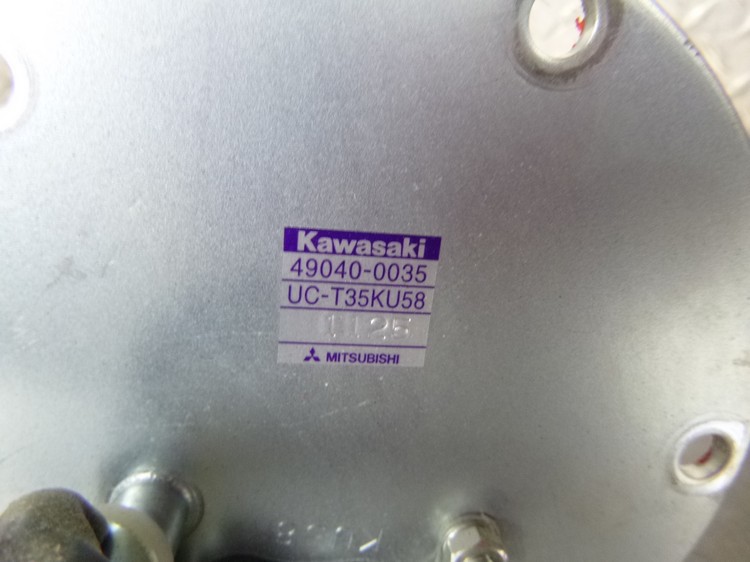 Kawasaki
49040-0035
UC-T35KU58
1125
MITSUBISHI